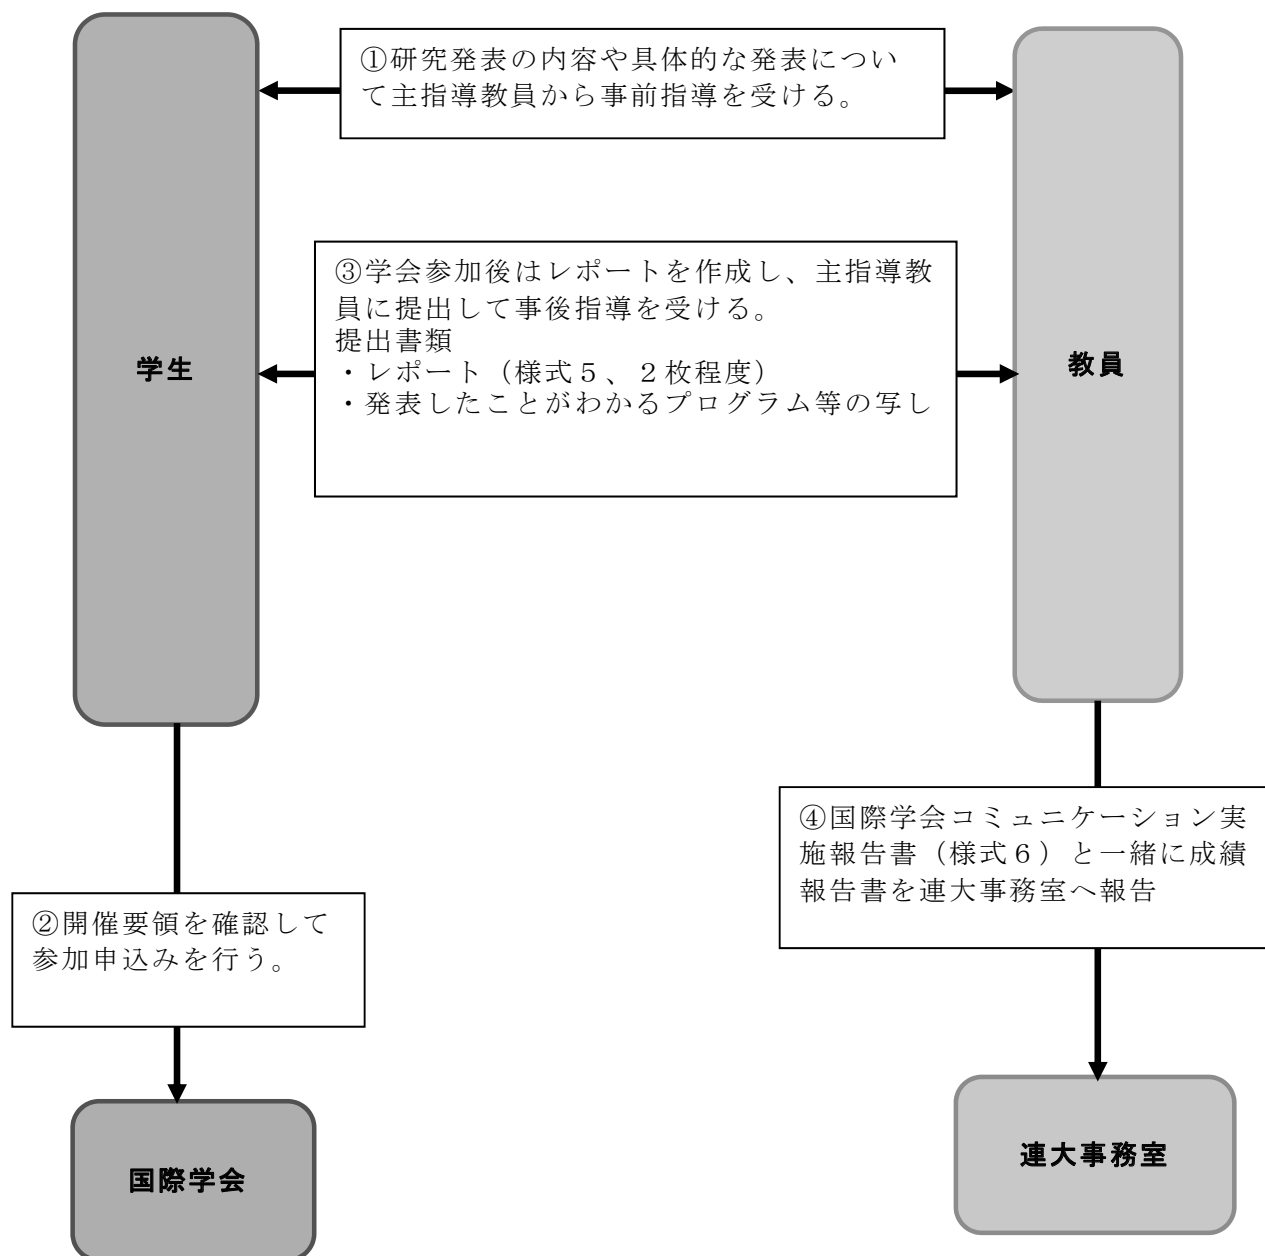 ①研究発表の内容や具体的な発表につい
て主指導教員から事前指導を受ける。
③学会参加後はレポートを作成し、主指導教
員に提出して事後指導を受ける。
提出書類
・レポート（様式５、２枚程度）
・発表したことがわかるプログラム等の写し
学生
教員
④国際学会コミュニケーション実
施報告書（様式６）と一緒に成績
報告書を連大事務室へ報告
②開催要領を確認して
参加申込みを行う。
国際学会
連大事務室